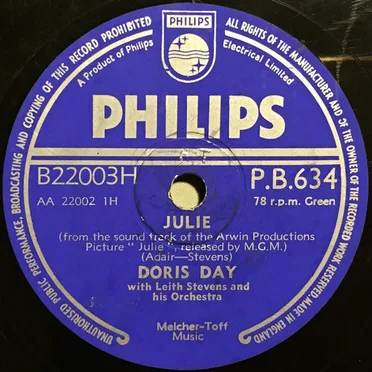 PHILIPS
ALL RIGHTS OF THE MANUFACTURER AND OF THE OWNER OF THE RECORDED WORK RESERVED. MADE IN ENGLAND
UNAUTHORISED PUBLIC PERFORMANCE, BROADCASTING AND COPYING OF THIS RECORD PROHIBITED
A Product of Philips
Electrical Limited
PHILIPS
B22003H
P.B.634
AA 22002 1H
78 r.p.m. Green
JULIE
(from the sound track of the Arwin Productions
Picture "Julie", released by M.G.M.)
(Adair—Stevens)
DORIS DAY
with Leith Stevens and
his Orchestra
Melcher-Toff
Music